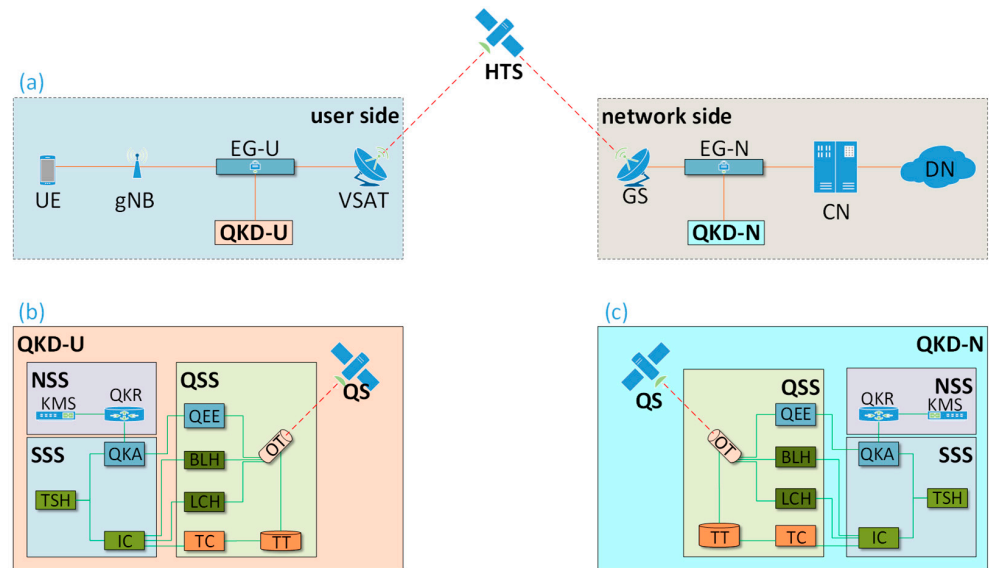 HTS
(a)
user side
EG-U
UE
gNB
VSAT
QKD-U
network side
EG-N
GS
CN
DN
QKD-N
(b)
QKD-U
QS
NSS
QKR
KMS
QSS
QEE
OT
SSS
QKA
BLH
TSH
LCH
IC
TC
TT
(c)
QKD-N
QS
QSS
QEE
OT
NSS
QKR
KMS
BLH
QKA
SSS
LCH
TSH
TT
TC
IC